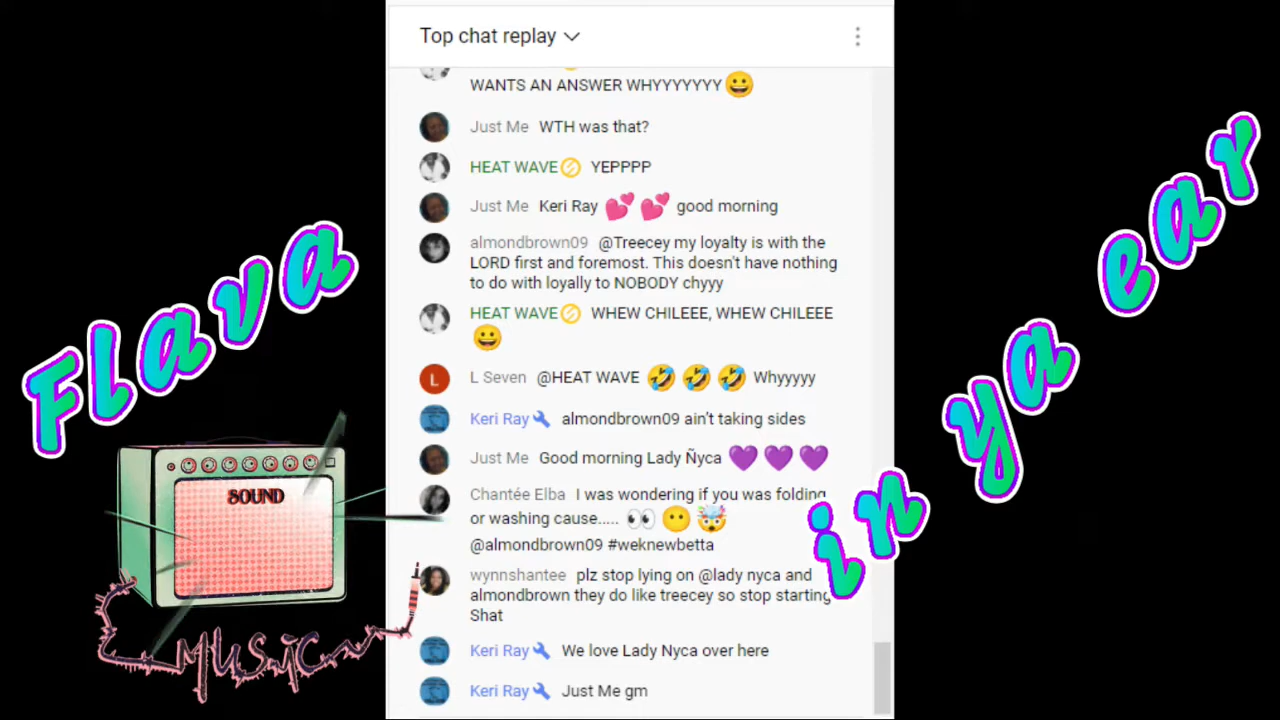 Top chat replay
WANTS AN ANSWER WHYYYYYYY 😀
Just Me WTH was that?
HEAT WAVE YEPPPP
Just Me Keri Ray 💕 💕 good morning
almondbrown09 @Treecey my loyalty is with the
LORD first and foremost. This doesn't have nothing
to do with loyally to NOBODY chyyy
HEAT WAVE WHEW CHILEEE, WHEW CHILEEE
😀
L
L Seven @HEAT WAVE 🤣 🤣 🤣 Whyyyyy
Keri Ray almondbrown09 ain't taking sides
Just Me Good morning Lady Ñyca 💜 💜 💜
Chantée Elba I was wondering if you was folding
or washing cause..... 👀 😶 🤯
@almondbrown09 #weknewbetta
wynnshantee plz stop lying on @lady nyca and
almondbrown they do like treecey so stop starting
Shat
Keri Ray We love Lady Nyca over here
Keri Ray Just Me gm
Flava
in ya ear
SOUND
MUSIC